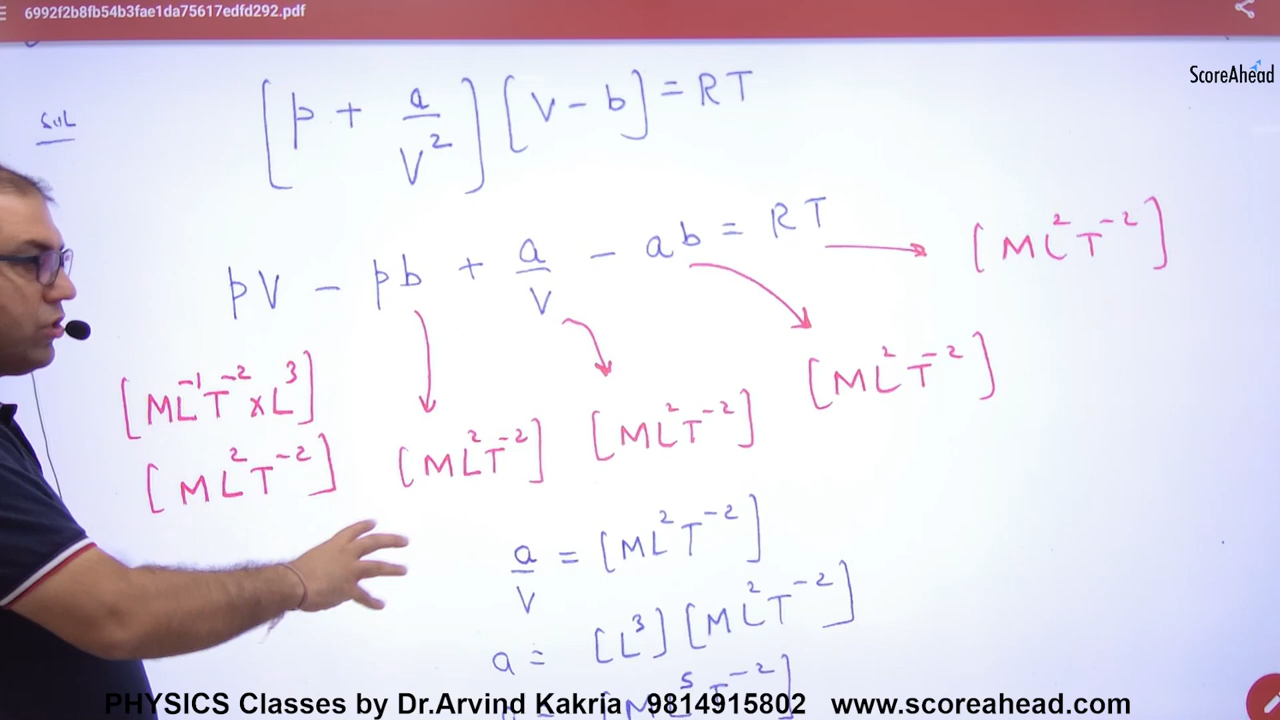 6992f2b8fb54b3fae1da75617edfd292.pdf
ScoreAhead
Sol
[p + a/V²] [V - b] = RT
pV - pb + a/V - ab = RT → [ML²T⁻²]
[ML⁻¹T⁻² × L³]
[ML²T⁻²] [ML²T⁻²] [ML²T⁻²] [ML²T⁻²]
a/V = [ML²T⁻²]
a = [L³] [ML²T⁻²]
PHYSICS Classes by Dr.Arvind Kakria 9814915802 www.scoreahead.com